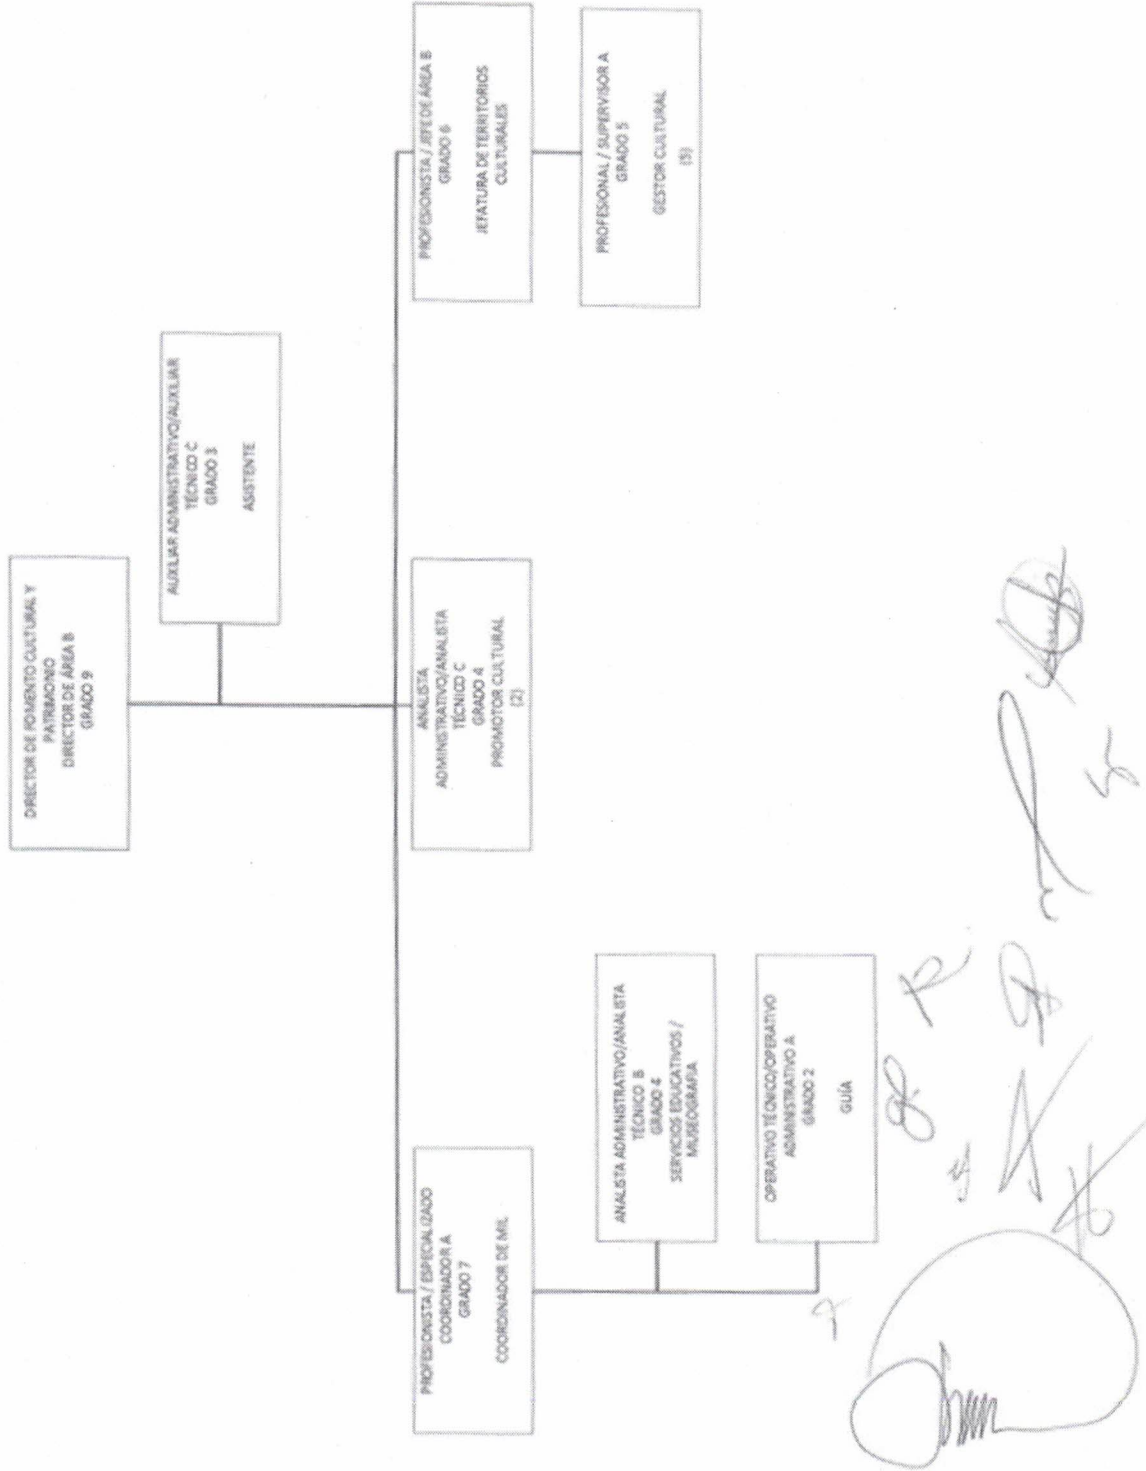 DIRECTOR DE FOMENTO CULTURAL Y
PATRIMONIO
DIRECTOR DE ÁREA B
GRADO 9
AUXILIAR ADMINISTRATIVO/AUXILIAR
TÉCNICO C
GRADO 3
ASISTENTE
PROFESIONISTA / ESPECIALIZADO
COORDINADOR A
GRADO 7
COORDINADOR DE MIL
ANALISTA
ADMINISTRATIVO/ANALISTA
TÉCNICO C
GRADO 4
PROMOTOR CULTURAL
(2)
PROFESIONISTA / JEFE DE ÁREA B
GRADO 6
JEFATURA DE TERRITORIOS
CULTURALES
ANALISTA ADMINISTRATIVO/ANALISTA
TÉCNICO B
GRADO 4
SERVICIOS EDUCATIVOS /
MUSEOGRAFIA
OPERATIVO TÉCNICO/OPERATIVO
ADMINISTRATIVO A
GRADO 2
GUÍA
PROFESIONAL / SUPERVISOR A
GRADO 5
GESTOR CULTURAL